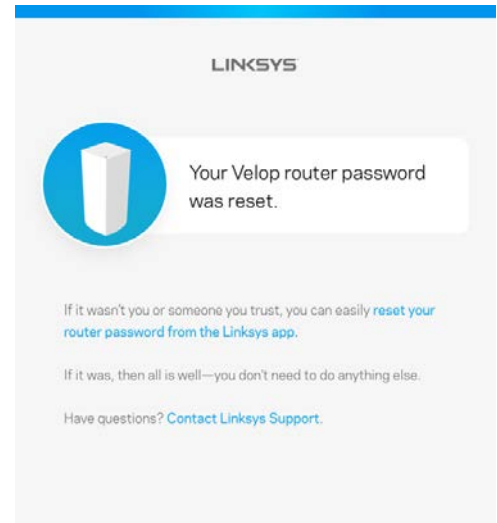 LINKSYS
Your Velop router password
was reset.
If it wasn't you or someone you trust, you can easily reset your
router password from the Linksys app.
If it was, then all is well—you don't need to do anything else.
Have questions? Contact Linksys Support.